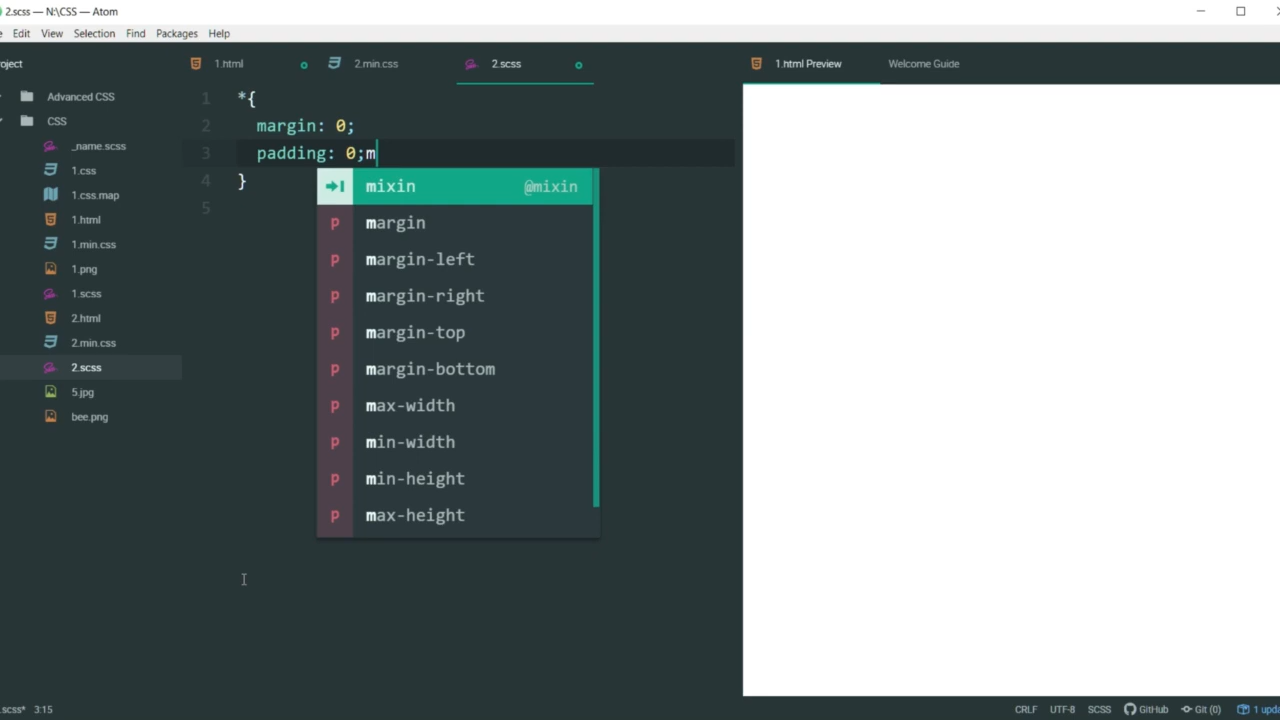 2.scss — N:\CSS — Atom
e Edit View Selection Find Packages Help
oject
1.html
2.min.css
2.scss
1.html Preview
Welcome Guide
Advanced CSS
CSS
_name.scss
1.css
1.css.map
1.html
1.min.css
1.png
1.scss
2.html
2.min.css
2.scss
5.jpg
bee.png
1 *{
2 margin: 0;
3 padding: 0;m
4 }
5
mixin @mixin
p margin
p margin-left
p margin-right
p margin-top
p margin-bottom
p max-width
p min-width
p min-height
p max-height
.scss* 3:15
CRLF UTF-8 SCSS GitHub Git (0) 1 upda